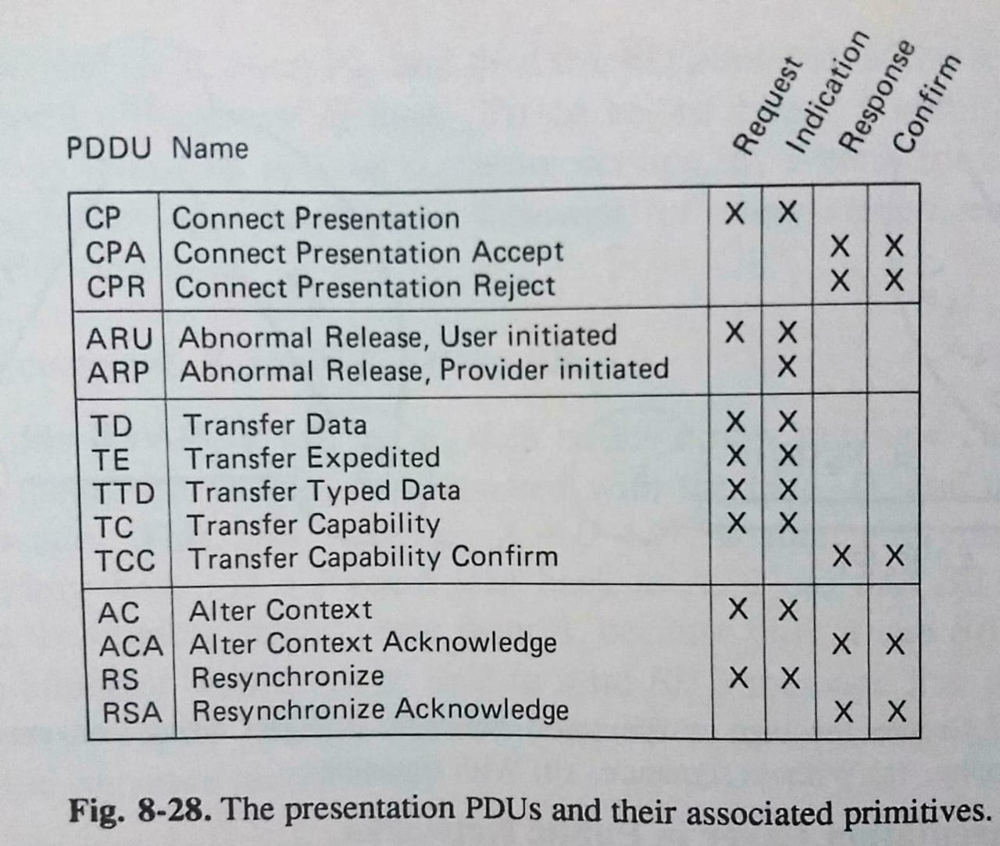 Request Indication Response Confirm
PDDU Name
CP Connect Presentation X X
CPA Connect Presentation Accept X X
CPR Connect Presentation Reject X X
ARU Abnormal Release, User initiated X X
ARP Abnormal Release, Provider initiated X
TD Transfer Data X X
TE Transfer Expedited X X
TTD Transfer Typed Data X X
TC Transfer Capability X X
TCC Transfer Capability Confirm X X
AC Alter Context X X
ACA Alter Context Acknowledge X X
RS Resynchronize X X
RSA Resynchronize Acknowledge X X
Fig. 8-28. The presentation PDUs and their associated primitives.